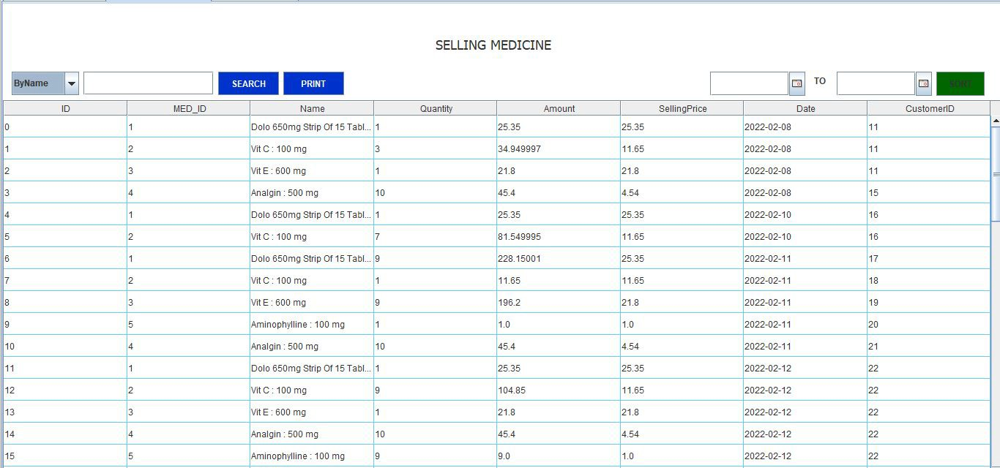 SELLING MEDICINE
ByName SEARCH PRINT TO SORT
ID MED_ID Name Quantity Amount SellingPrice Date CustomerID
0 1 Dolo 650mg Strip Of 15 Tabl... 1 25.35 25.35 2022-02-08 11
1 2 Vit C : 100 mg 3 34.949997 11.65 2022-02-08 11
2 3 Vit E : 600 mg 1 21.8 21.8 2022-02-08 11
3 4 Analgin : 500 mg 10 45.4 4.54 2022-02-08 15
4 1 Dolo 650mg Strip Of 15 Tabl... 1 25.35 25.35 2022-02-10 16
5 2 Vit C : 100 mg 7 81.549995 11.65 2022-02-10 16
6 1 Dolo 650mg Strip Of 15 Tabl... 9 228.15001 25.35 2022-02-11 17
7 2 Vit C : 100 mg 1 11.65 11.65 2022-02-11 18
8 3 Vit E : 600 mg 9 196.2 21.8 2022-02-11 19
9 5 Aminophylline : 100 mg 1 1.0 1.0 2022-02-11 20
10 4 Analgin : 500 mg 10 45.4 4.54 2022-02-11 21
11 1 Dolo 650mg Strip Of 15 Tabl... 1 25.35 25.35 2022-02-12 22
12 2 Vit C : 100 mg 9 104.85 11.65 2022-02-12 22
13 3 Vit E : 600 mg 1 21.8 21.8 2022-02-12 22
14 4 Analgin : 500 mg 10 45.4 4.54 2022-02-12 22
15 5 Aminophylline : 100 mg 9 9.0 1.0 2022-02-12 22